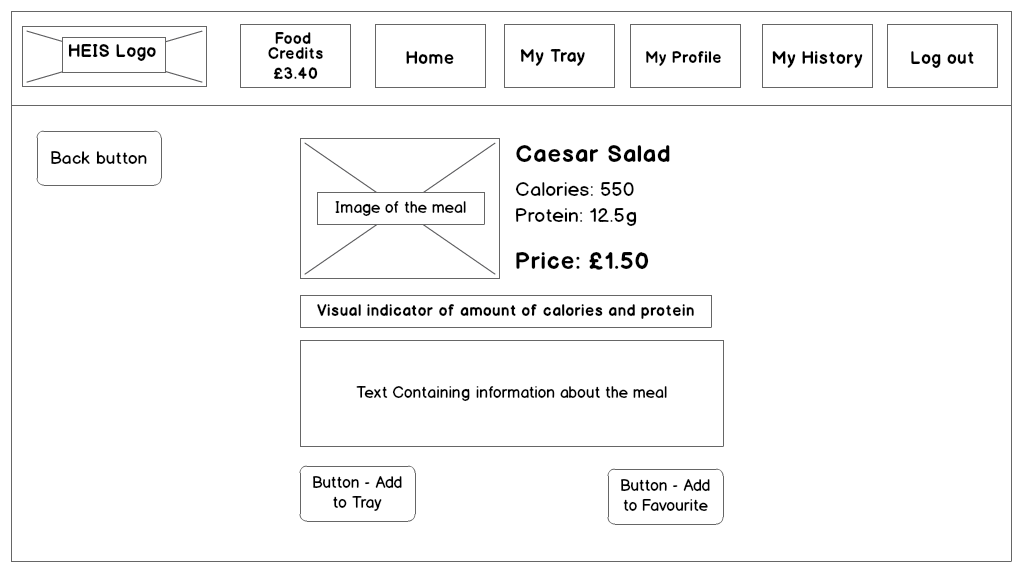 HEIS Logo
Food
Credits
£3.40
Home
My Tray
My Profile
My History
Log out
Back button
Image of the meal
Caesar Salad
Calories: 550
Protein: 12.5g
Price: £1.50
Visual indicator of amount of calories and protein
Text Containing information about the meal
Button - Add
to Tray
Button - Add
to Favourite